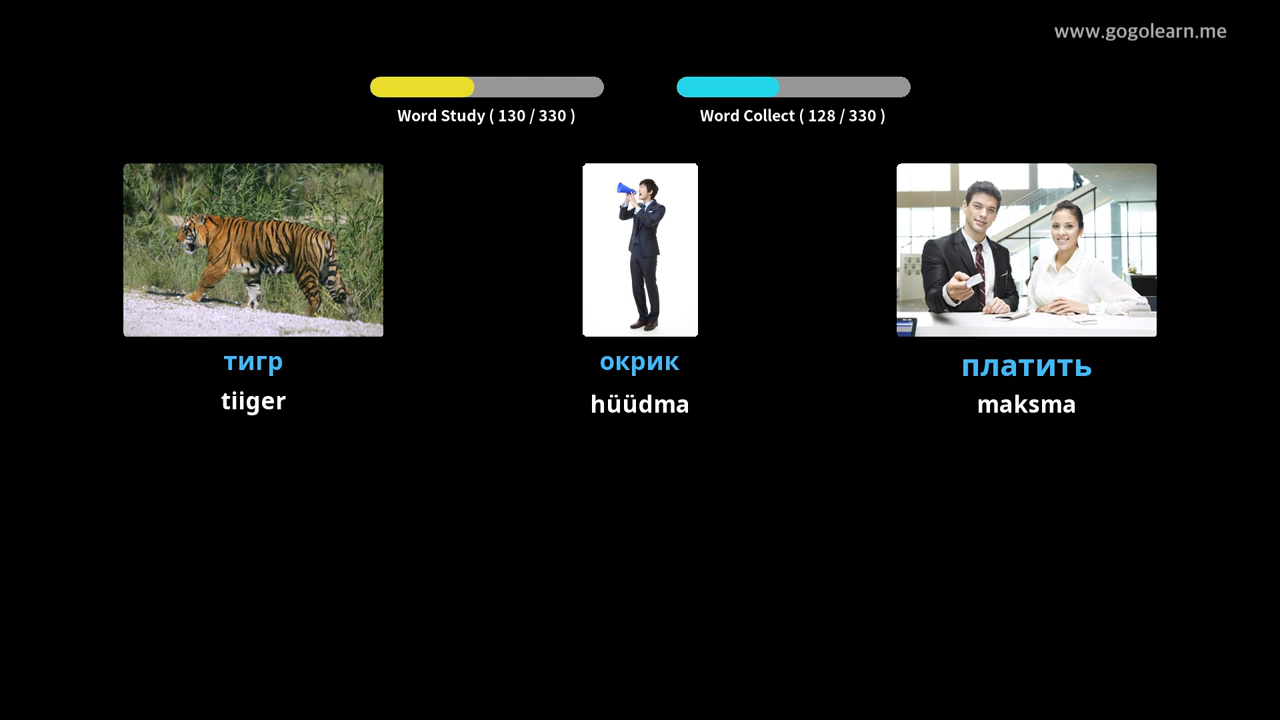 www.gogolearn.me
Word Study ( 130 / 330 )
Word Collect ( 128 / 330 )
тигр
окрик
платить
tiiger
hüüdma
maksma